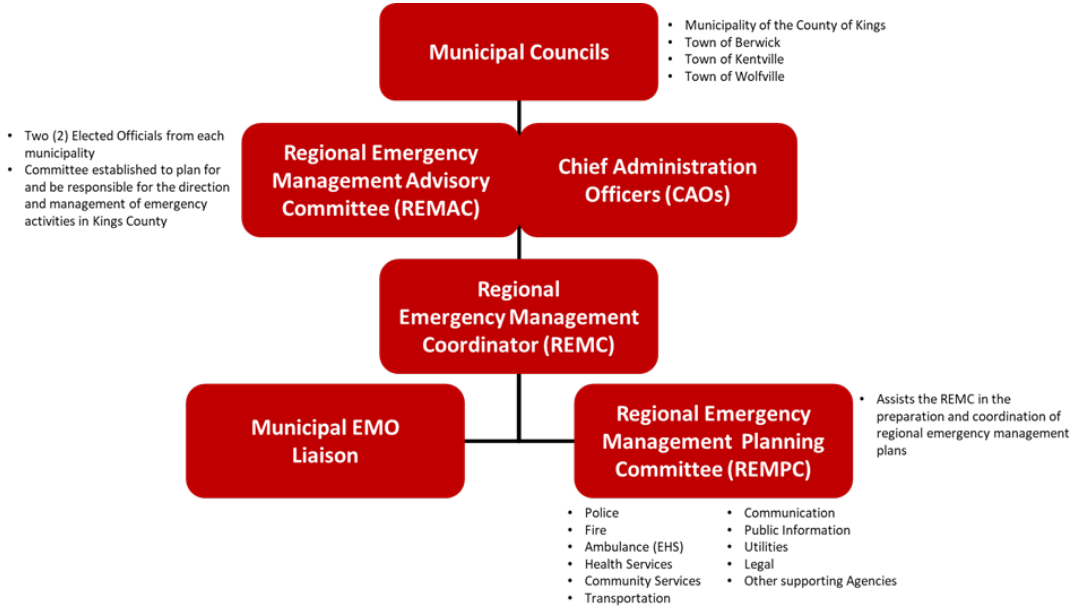 Municipal Councils
• Municipality of the County of Kings
• Town of Berwick
• Town of Kentville
• Town of Wolfville
• Two (2) Elected Officials from each
municipality
• Committee established to plan for
and be responsible for the direction
and management of emergency
activities in Kings County
Regional Emergency
Management Advisory
Committee (REMAC)
Chief Administration
Officers (CAOs)
Regional
Emergency Management
Coordinator (REMC)
Municipal EMO
Liaison
Regional Emergency
Management Planning
Committee (REMPC)
• Assists the REMC in the
preparation and coordination of
regional emergency management
plans
• Police
• Fire
• Ambulance (EHS)
• Health Services
• Community Services
• Transportation
• Communication
• Public Information
• Utilities
• Legal
• Other supporting Agencies